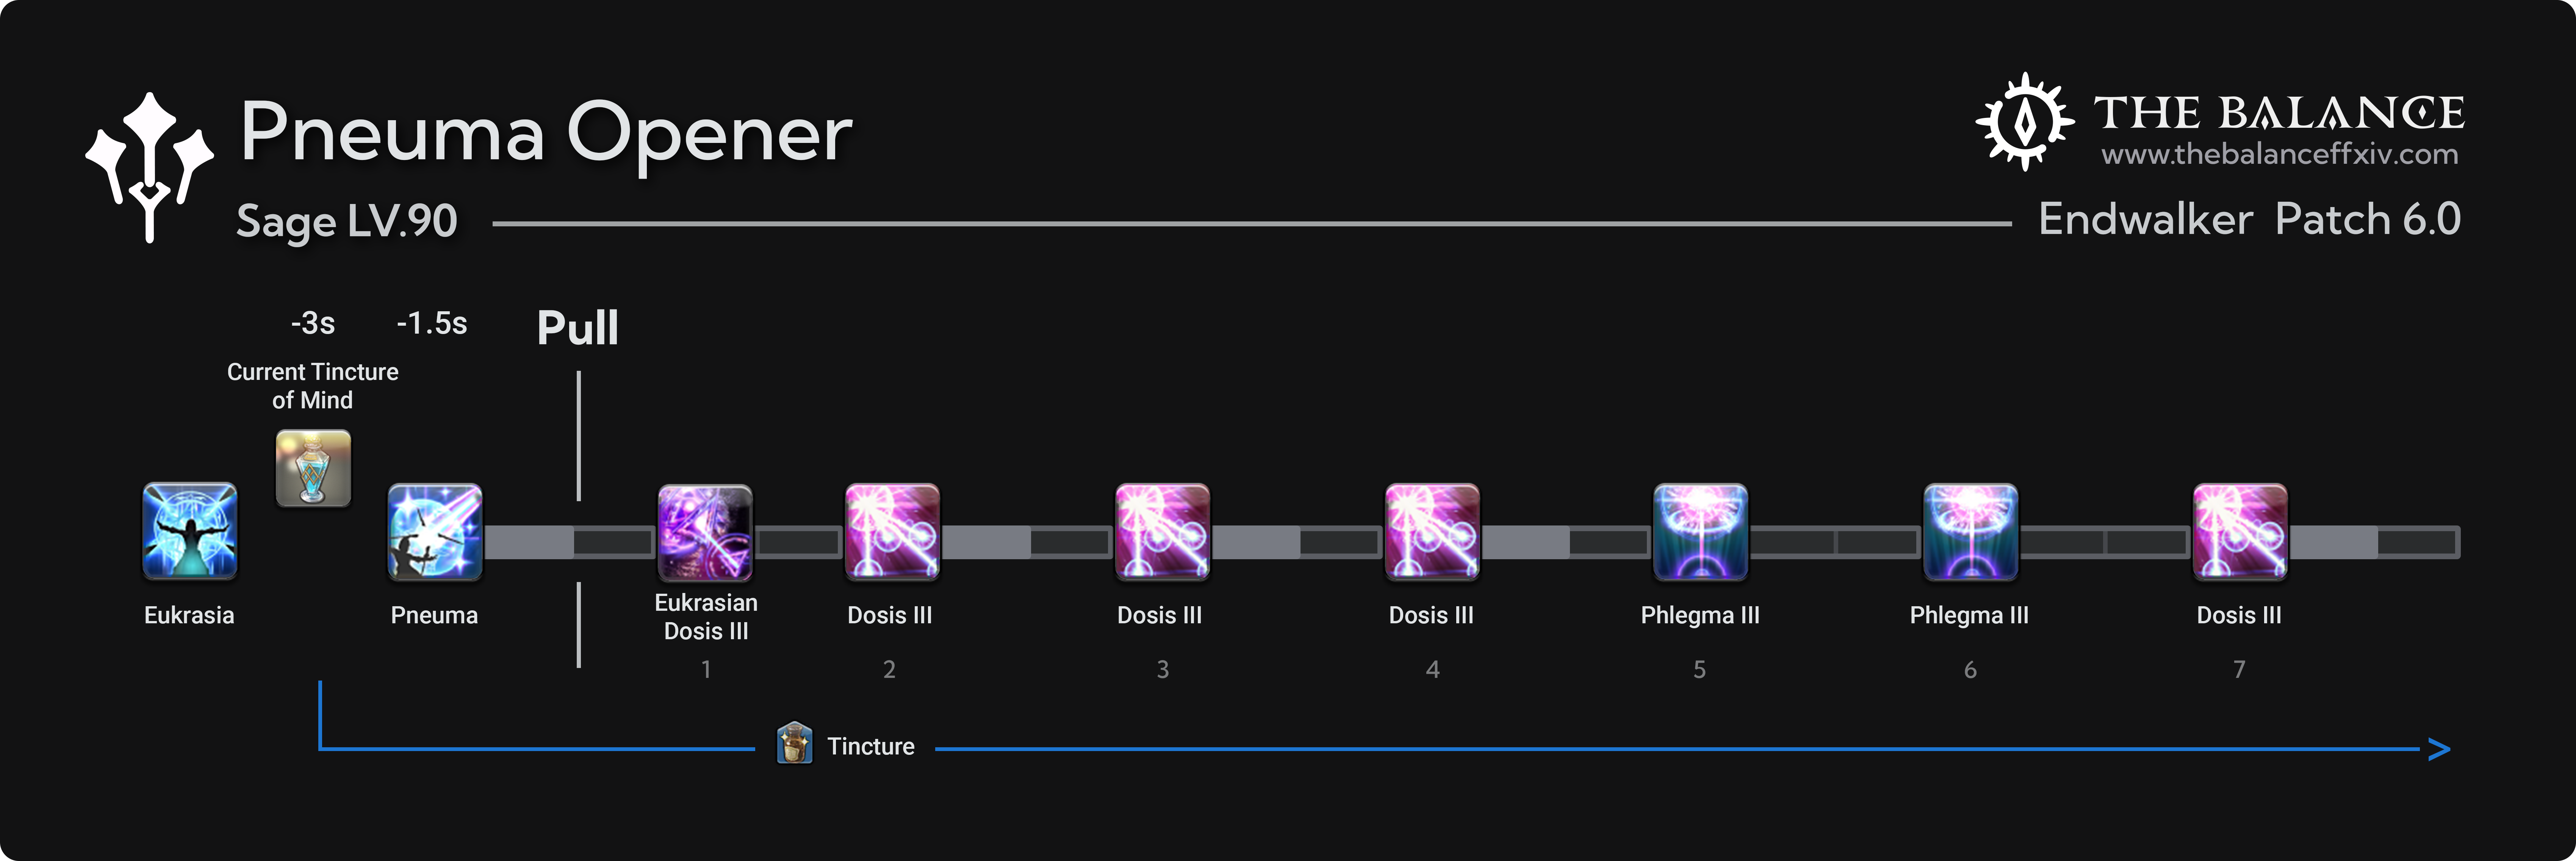 Pneuma Opener
THE BALANCE
www.thebalanceffxiv.com
Sage LV.90
Endwalker Patch 6.0
-3s
-1.5s
Pull
Current Tincture
of Mind
Eukrasia
Pneuma
Eukrasian
Dosis III
Dosis III
Dosis III
Dosis III
Phlegma III
Phlegma III
Dosis III
1
2
3
4
5
6
7
Tincture